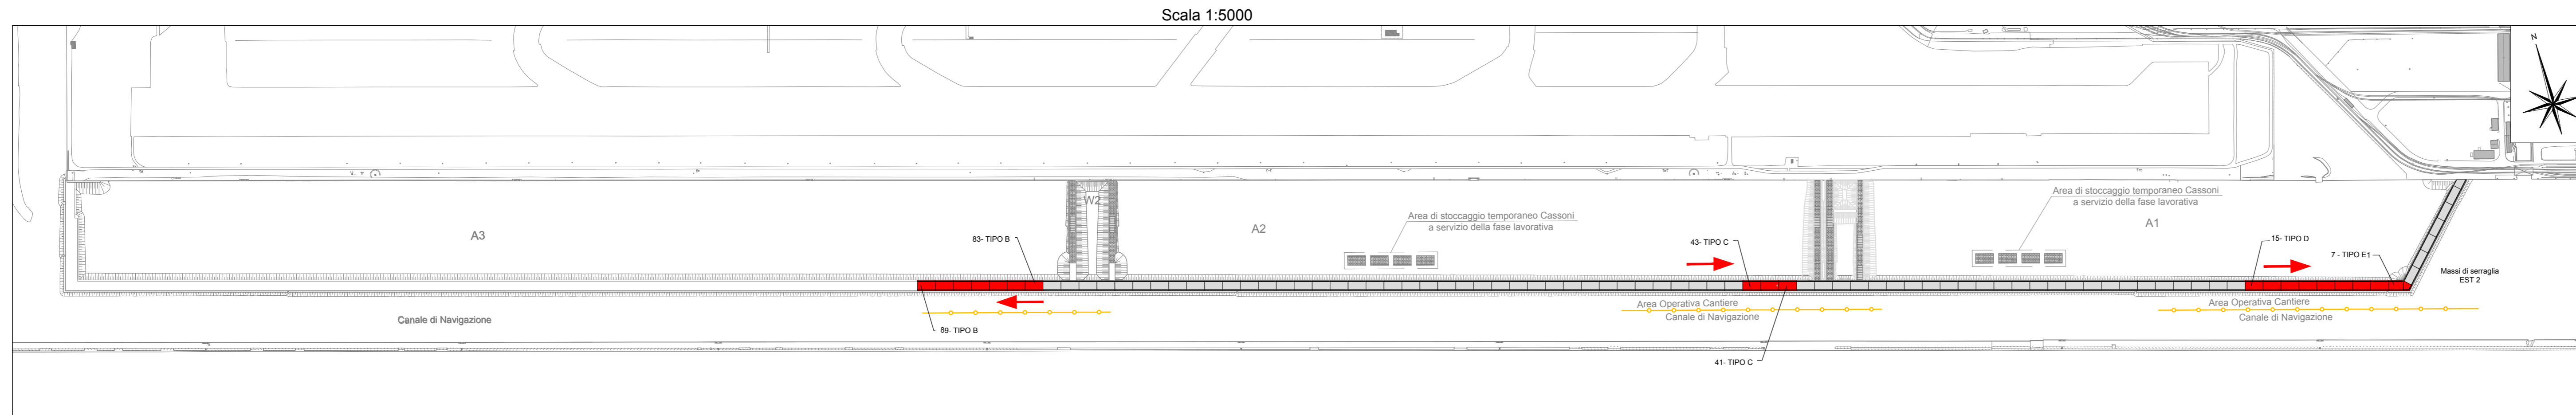 Scala 1:5000
N
W2
A3
A2
A1
83- TIPO B
Area di stoccaggio temporaneo Cassoni
a servizio della fase lavorativa
43- TIPO C
Area di stoccaggio temporaneo Cassoni
a servizio della fase lavorativa
15- TIPO D
7 - TIPO E1
Massi di serraglia
EST 2
Canale di Navigazione
89- TIPO B
Area Operativa Cantiere
Canale di Navigazione
41- TIPO C
Area Operativa Cantiere
Canale di Navigazione